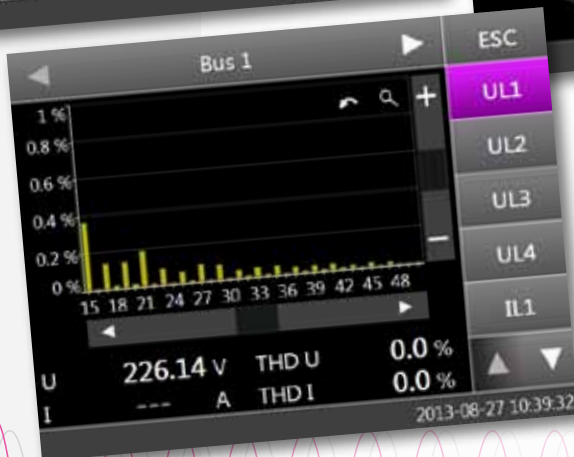 Bus 1
ESC
UL1
UL2
UL3
UL4
IL1
1 %
0.8 %
0.6 %
0.4 %
0.2 %
0 %
+
−
15 18 21 24 27 30 33 36 39 42 45 48
U 226.14 V THD U 0.0 %
I --- A THD I 0.0 %
2013-08-27 10:39:32